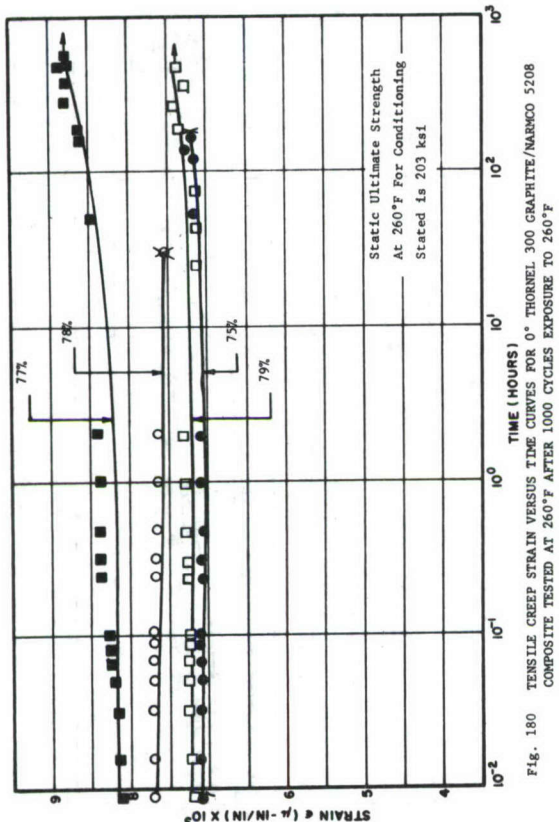 STRAIN ϵ (μ-IN/IN) X 10³
9
8
7
6
5
4
77%
78%
79%
75%
Static Ultimate Strength
At 260°F For Conditioning
Stated is 203 ksi
10⁻²
10⁻¹
10⁰
10¹
10²
10³
TIME (HOURS)
Fig. 180 TENSILE CREEP STRAIN VERSUS TIME CURVES FOR 0° THORNEL 300 GRAPHITE/NARMCO 5208
COMPOSITE TESTED AT 260°F AFTER 1000 CYCLES EXPOSURE TO 260°F